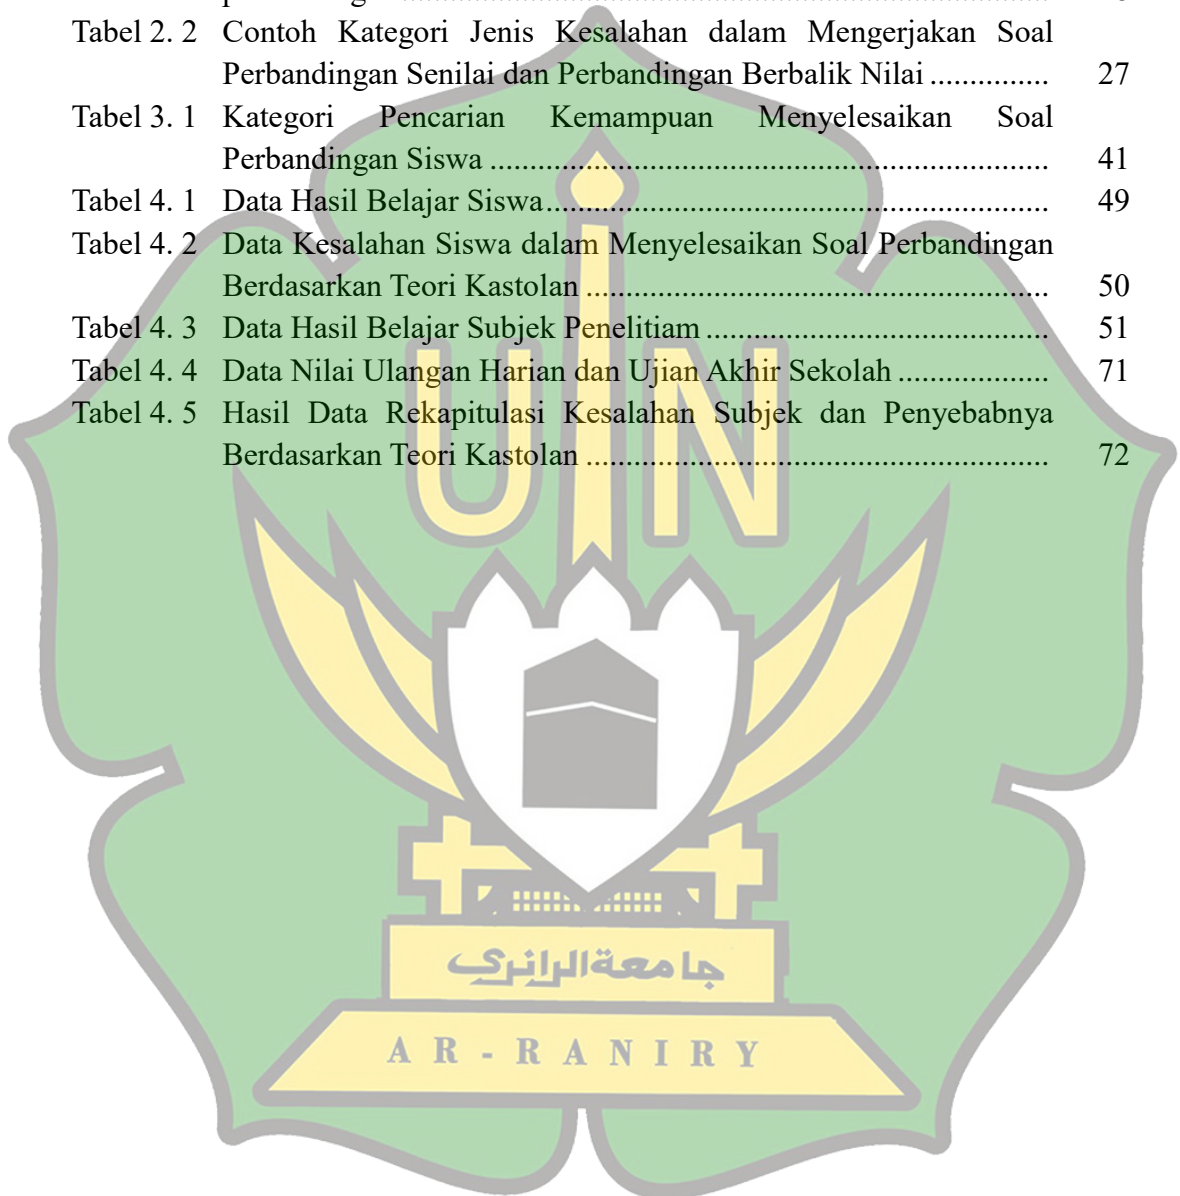 Tabel 2. 2 Contoh Kategori Jenis Kesalahan dalam Mengerjakan Soal
Perbandingan Senilai dan Perbandingan Berbalik Nilai ............... 27
Tabel 3. 1 Kategori Pencarian Kemampuan Menyelesaikan Soal
Perbandingan Siswa ........................................................................ 41
Tabel 4. 1 Data Hasil Belajar Siswa ................................................................ 49
Tabel 4. 2 Data Kesalahan Siswa dalam Menyelesaikan Soal Perbandingan
Berdasarkan Teori Kastolan ............................................................ 50
Tabel 4. 3 Data Hasil Belajar Subjek Penelitiam ............................................ 51
Tabel 4. 4 Data Nilai Ulangan Harian dan Ujian Akhir Sekolah ................... 71
Tabel 4. 5 Hasil Data Rekapitulasi Kesalahan Subjek dan Penyebabnya
Berdasarkan Teori Kastolan ............................................................ 72
UIN
جامعة الرانري
AR-RANIRY